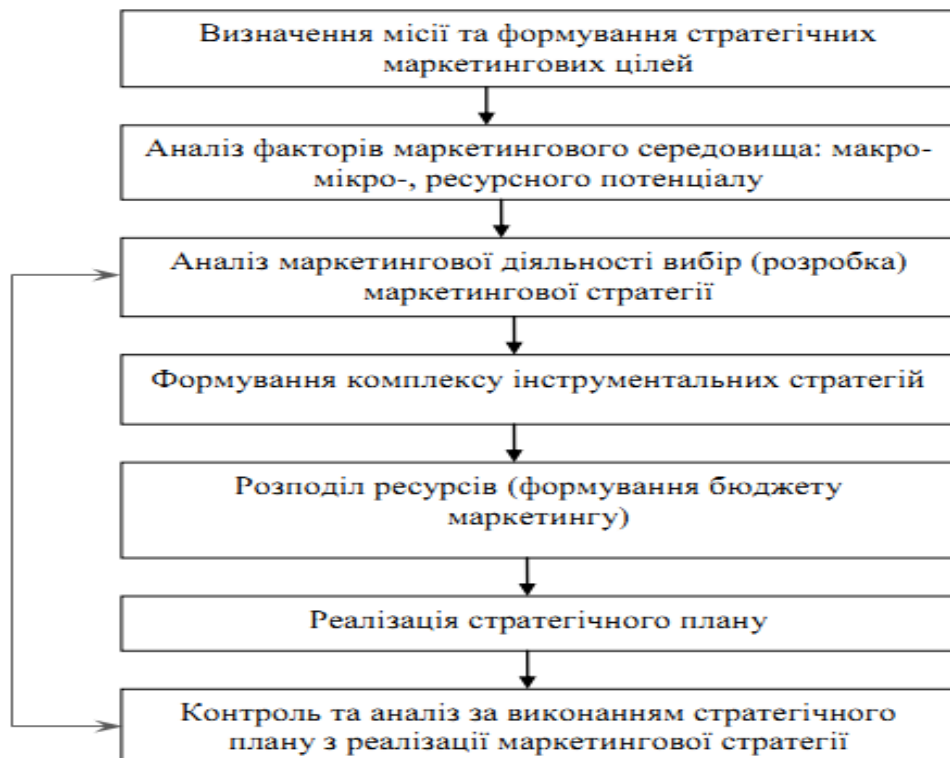 Визначення місії та формування стратегічних
маркетингових цілей
Аналіз факторів маркетингового середовища: макро-
мікро-, ресурсного потенціалу
Аналіз маркетингової діяльності вибір (розробка)
маркетингової стратегії
Формування комплексу інструментальних стратегій
Розподіл ресурсів (формування бюджету
маркетингу)
Реалізація стратегічного плану
Контроль та аналіз за виконанням стратегічного
плану з реалізації маркетингової стратегії